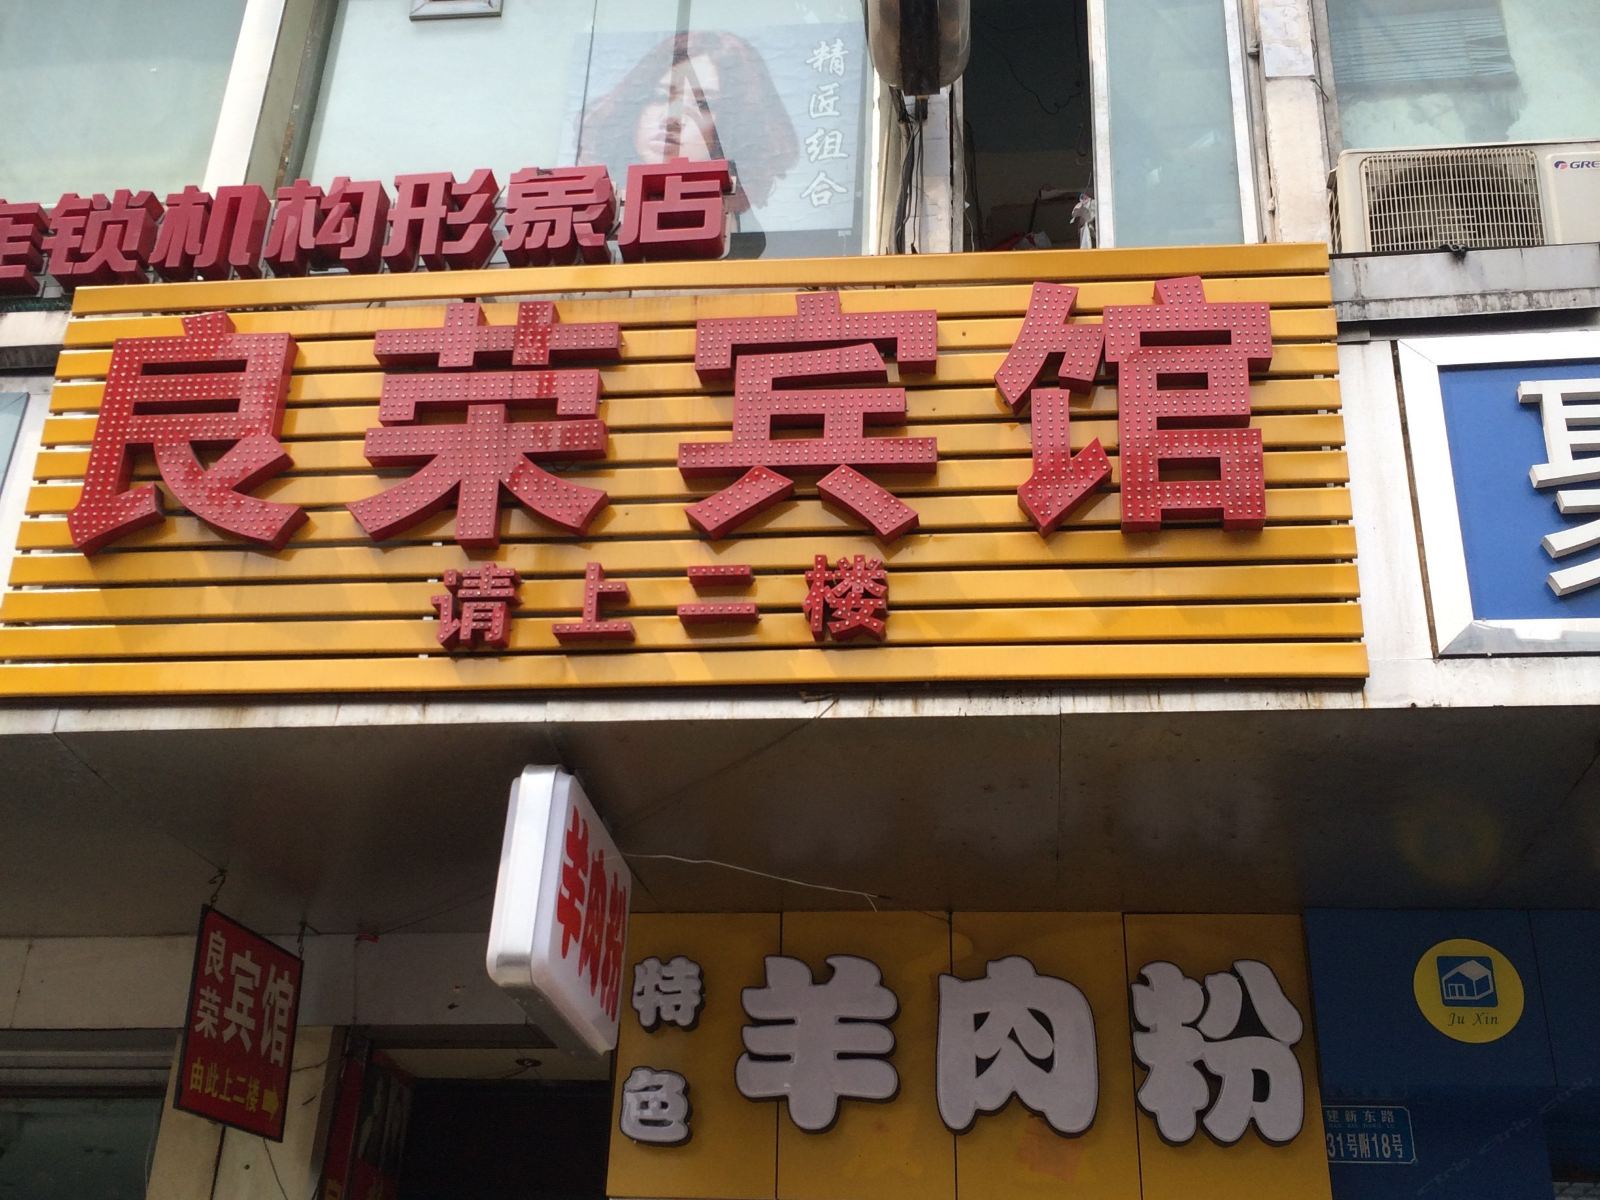 精匠组合
连锁机构形象店
GREE
良荣宾馆
请上二楼
聚
羊肉粉
良荣宾馆
由此上二楼
特色
羊肉粉
Ju Xin
建新东路
31号附18号